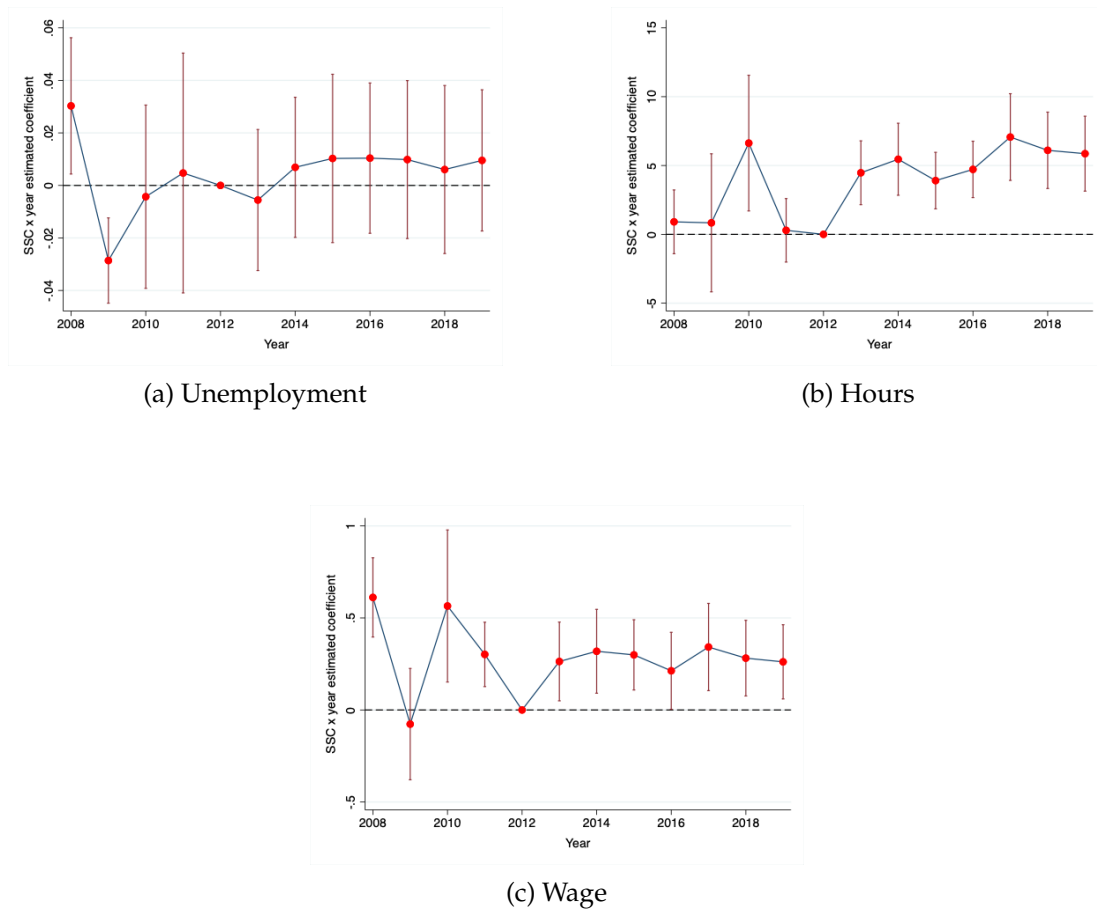 SSC x year estimated coefficient
.06
.04
.02
0
-.02
-.04
2008 2010 2012 2014 2016 2018
Year
(a) Unemployment
SSC x year estimated coefficient
15
10
5
0
-5
2008 2010 2012 2014 2016 2018
Year
(b) Hours
SSC x year estimated coefficient
1
.5
0
-.5
2008 2010 2012 2014 2016 2018
Year
(c) Wage